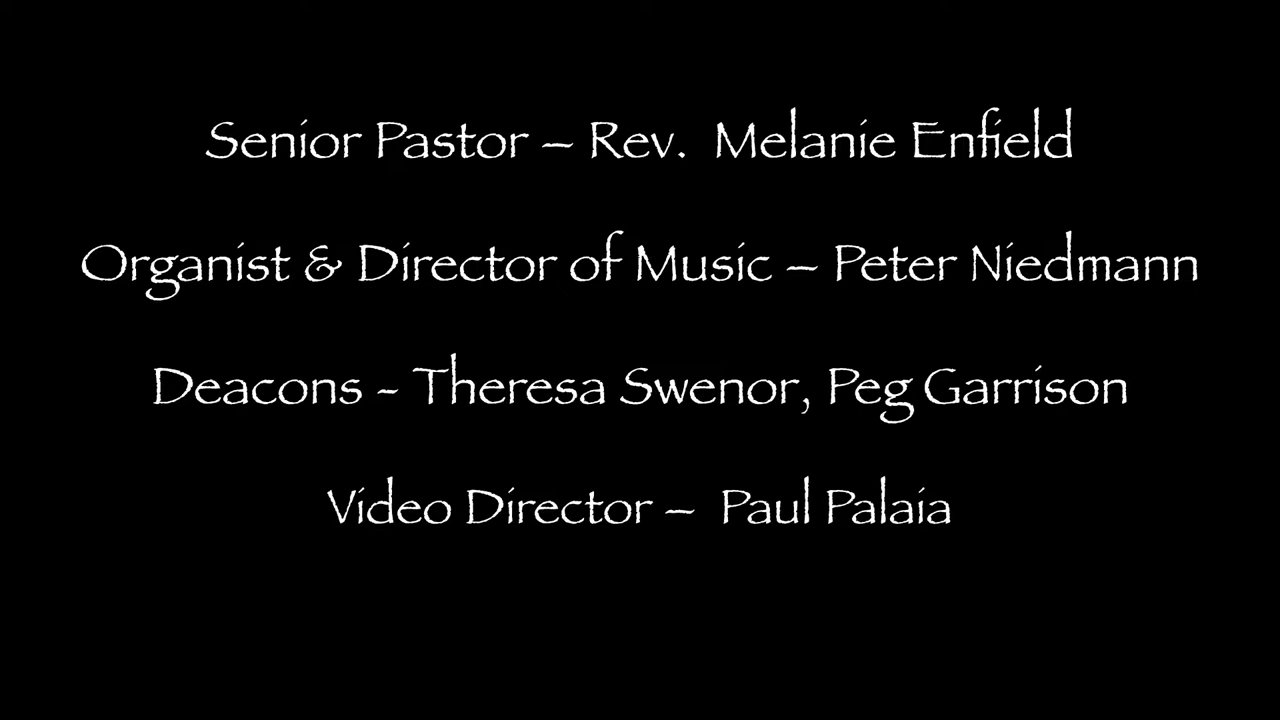 Senior Pastor – Rev. Melanie Enfield
Organist & Director of Music – Peter Niedmann
Deacons - Theresa Swenor, Peg Garrison
Video Director – Paul Palaia